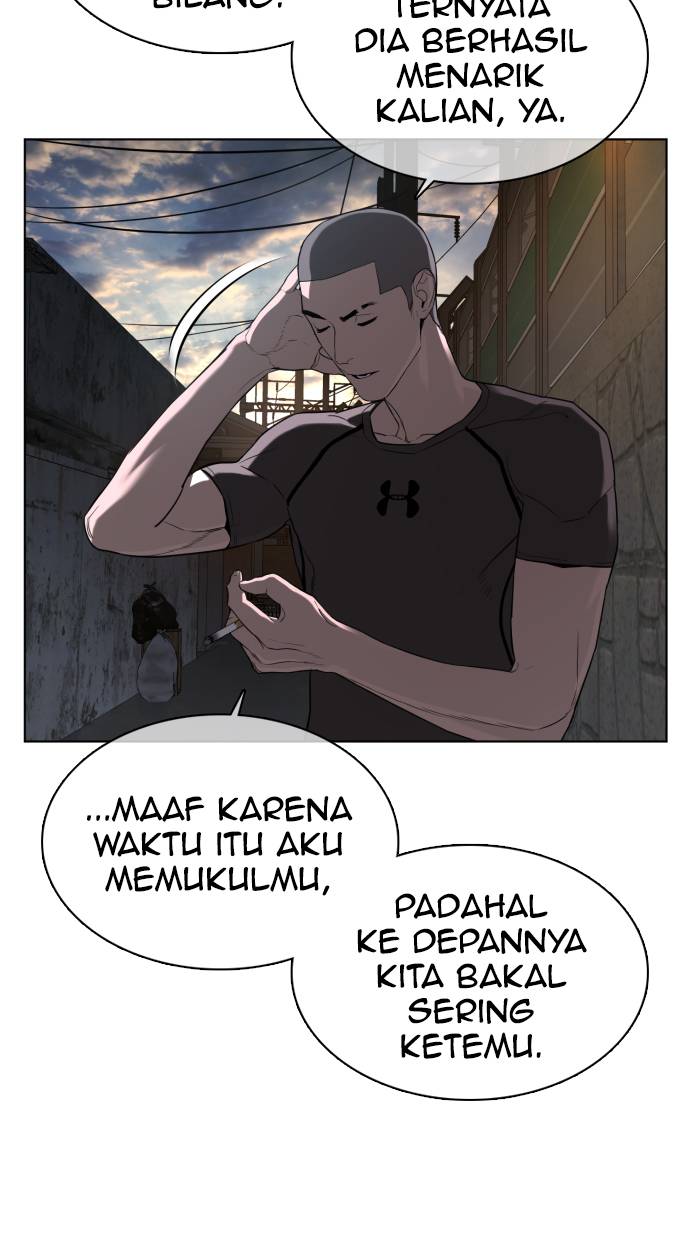 BILANG.
TERNYATA
DIA BERHASIL
MENARIK
KALIAN, YA.
...MAAF KARENA
WAKTU ITU AKU
MEMUKULMU,
PADAHAL
KE DEPANNYA
KITA BAKAL
SERING
KETEMU.